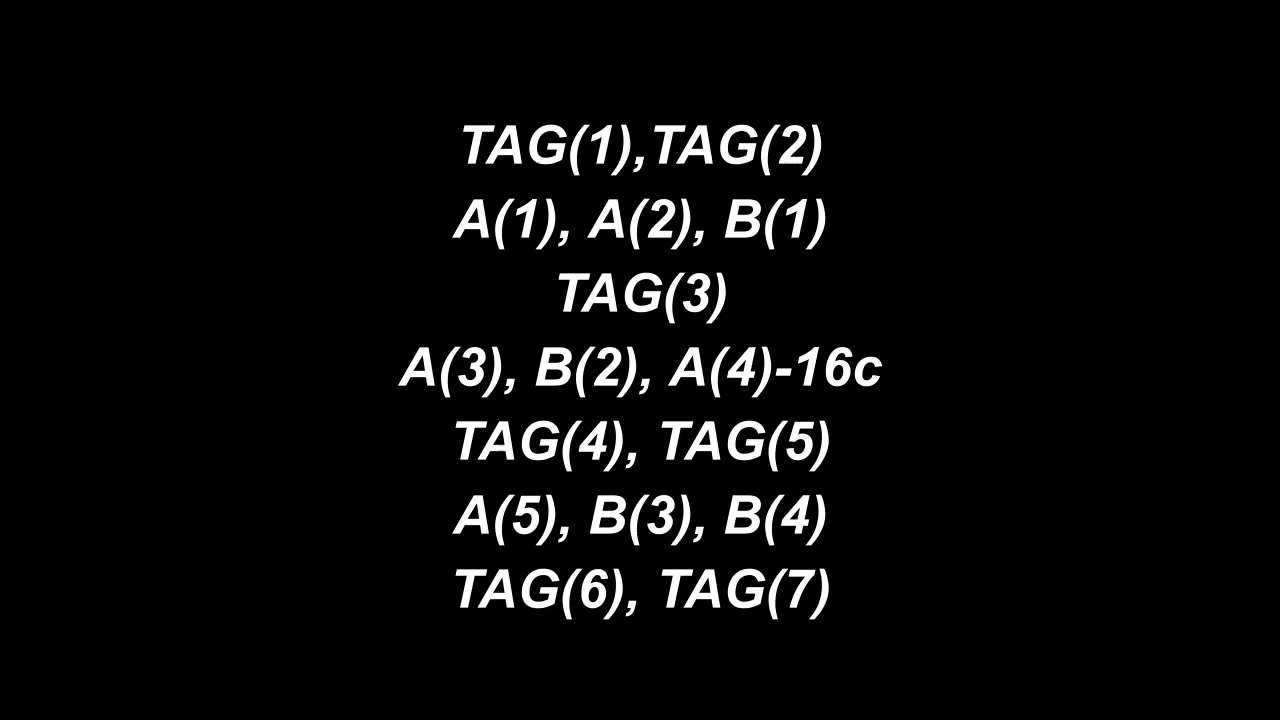 TAG(1),TAG(2)
A(1), A(2), B(1)
TAG(3)
A(3), B(2), A(4)-16c
TAG(4), TAG(5)
A(5), B(3), B(4)
TAG(6), TAG(7)